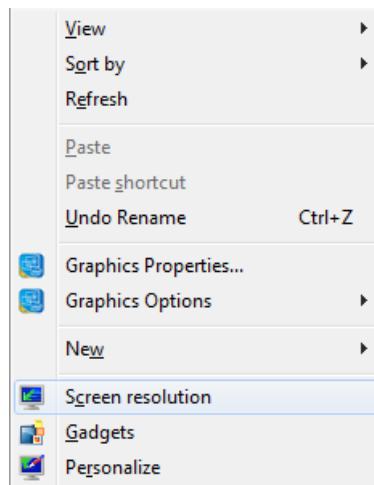 View
Sort by
Refresh
Paste
Paste shortcut
Undo Rename Ctrl+Z
Graphics Properties...
Graphics Options
New
Screen resolution
Gadgets
Personalize